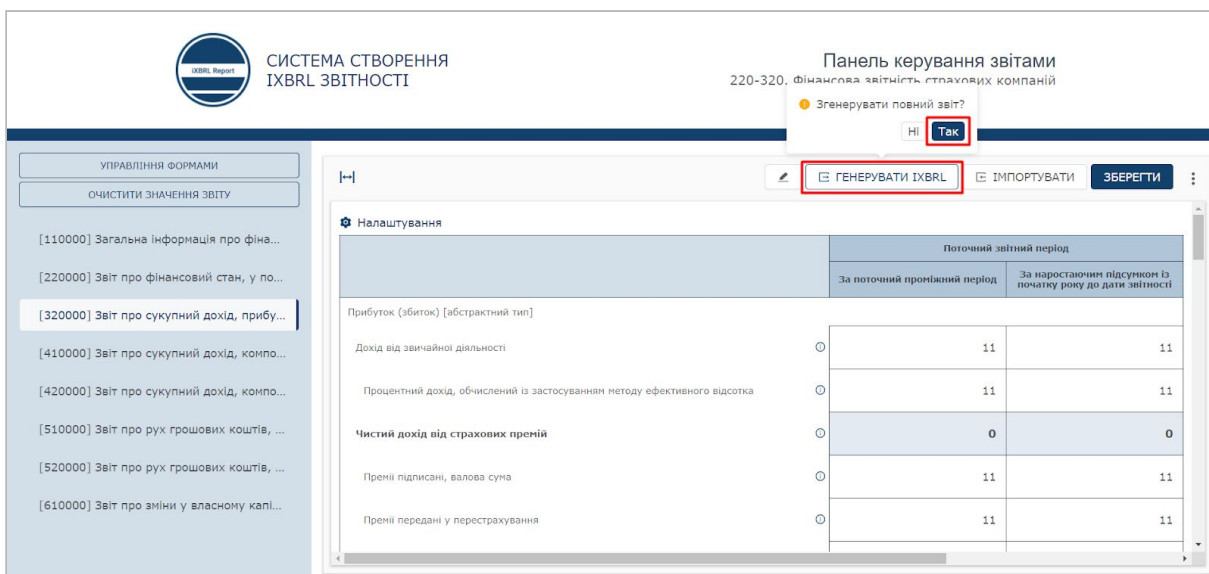 iXBRL Report
СИСТЕМА СТВОРЕННЯ
IXBRL ЗВІТНОСТІ
Панель керування звітами
220-320. Фінансова звітність страхових компаній
Згенерувати повний звіт?
Ні Так
УПРАВЛІННЯ ФОРМАМИ
ОЧИСТИТИ ЗНАЧЕННЯ ЗВІТУ
ГЕНЕРУВАТИ IXBRL ІМПОРТУВАТИ ЗБЕРЕГТИ
[110000] Загальна інформація про фіна...
[220000] Звіт про фінансовий стан, у по...
[320000] Звіт про сукупний дохід, прибу...
[410000] Звіт про сукупний дохід, компо...
[420000] Звіт про сукупний дохід, компо...
[510000] Звіт про рух грошових коштів, ...
[520000] Звіт про рух грошових коштів, ...
[610000] Звіт про зміни у власному капі...
Налаштування
Поточний звітний період
За поточний проміжний період
За наростаючим підсумком із
початку року до дати звітності
Прибуток (збиток) [абстрактний тип]
Дохід від звичайної діяльності 11 11
Процентний дохід, обчислений із застосуванням методу ефективного відсотка 11 11
Чистий дохід від страхових премій 0 0
Премії підписані, валова сума 11 11
Премії передані у перестрахування 11 11